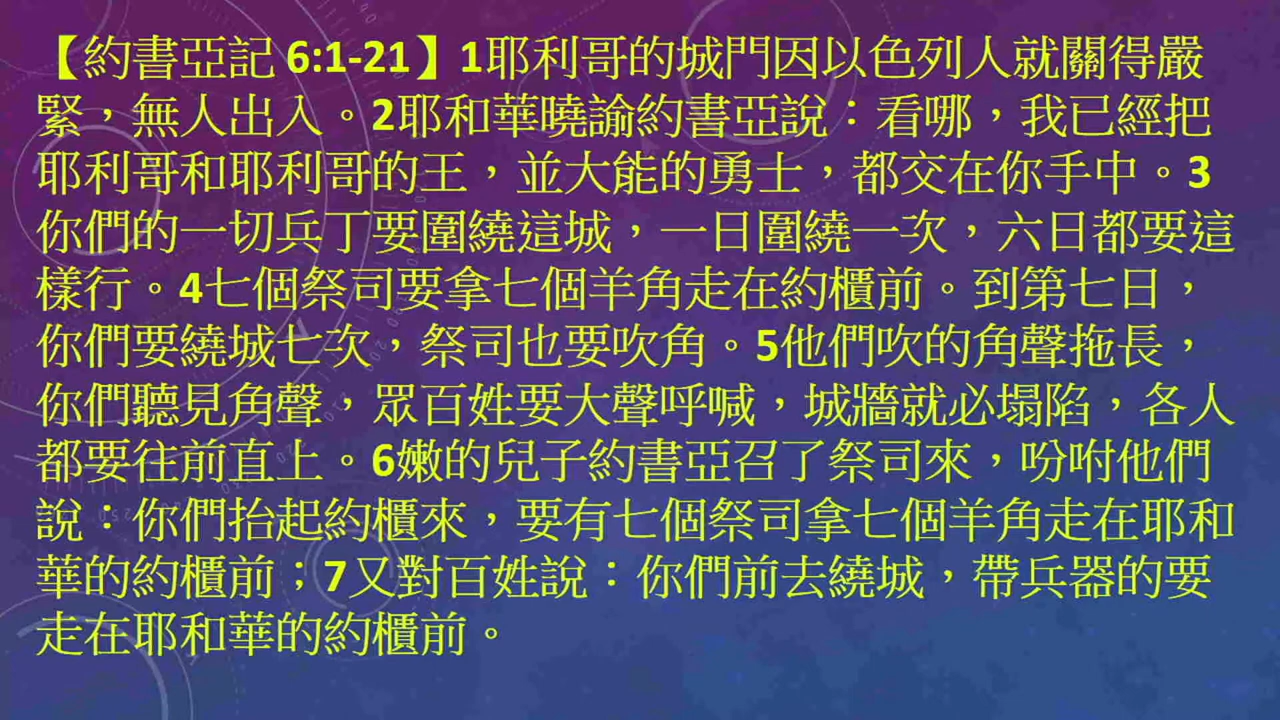 【約書亞記 6:1-21】1耶利哥的城門因以色列人就關得嚴
緊，無人出入。2耶和華曉諭約書亞說：看哪，我已經把
耶利哥和耶利哥的王，並大能的勇士，都交在你手中。3
你們的一切兵丁要圍繞這城，一日圍繞一次，六日都要這
樣行。4七個祭司要拿七個羊角走在約櫃前。到第七日，
你們要繞城七次，祭司也要吹角。5他們吹的角聲拖長，
你們聽見角聲，眾百姓要大聲呼喊，城牆就必塌陷，各人
都要往前直上。6嫩的兒子約書亞召了祭司來，吩咐他們
說：你們抬起約櫃來，要有七個祭司拿七個羊角走在耶和
華的約櫃前；7又對百姓說：你們前去繞城，帶兵器的要
走在耶和華的約櫃前。